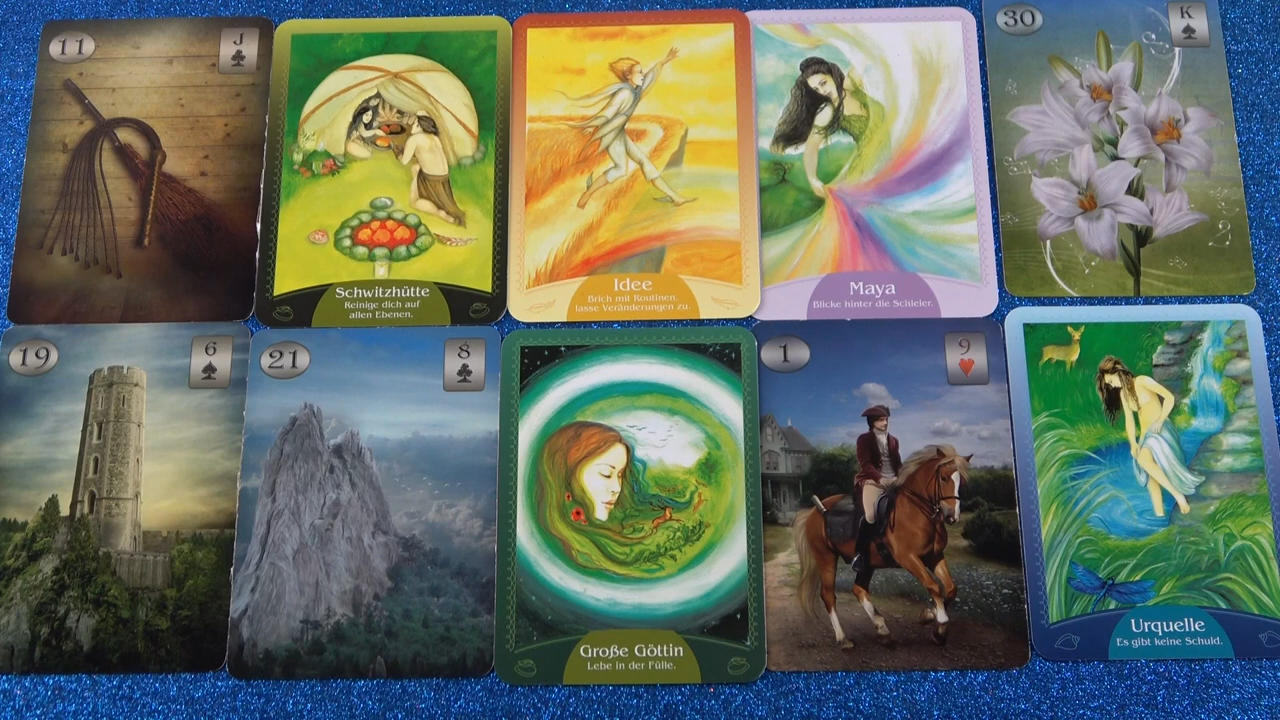 11
J
Schwitzhütte
Reinige dich auf
allen Ebenen.
Idee
Brich mit Routinen,
lasse Veränderungen zu.
Maya
Blicke hinter die Schleier.
30
K
19
6
21
8
Große Göttin
Lebe in der Fülle.
1
9
Urquelle
Es gibt keine Schuld.